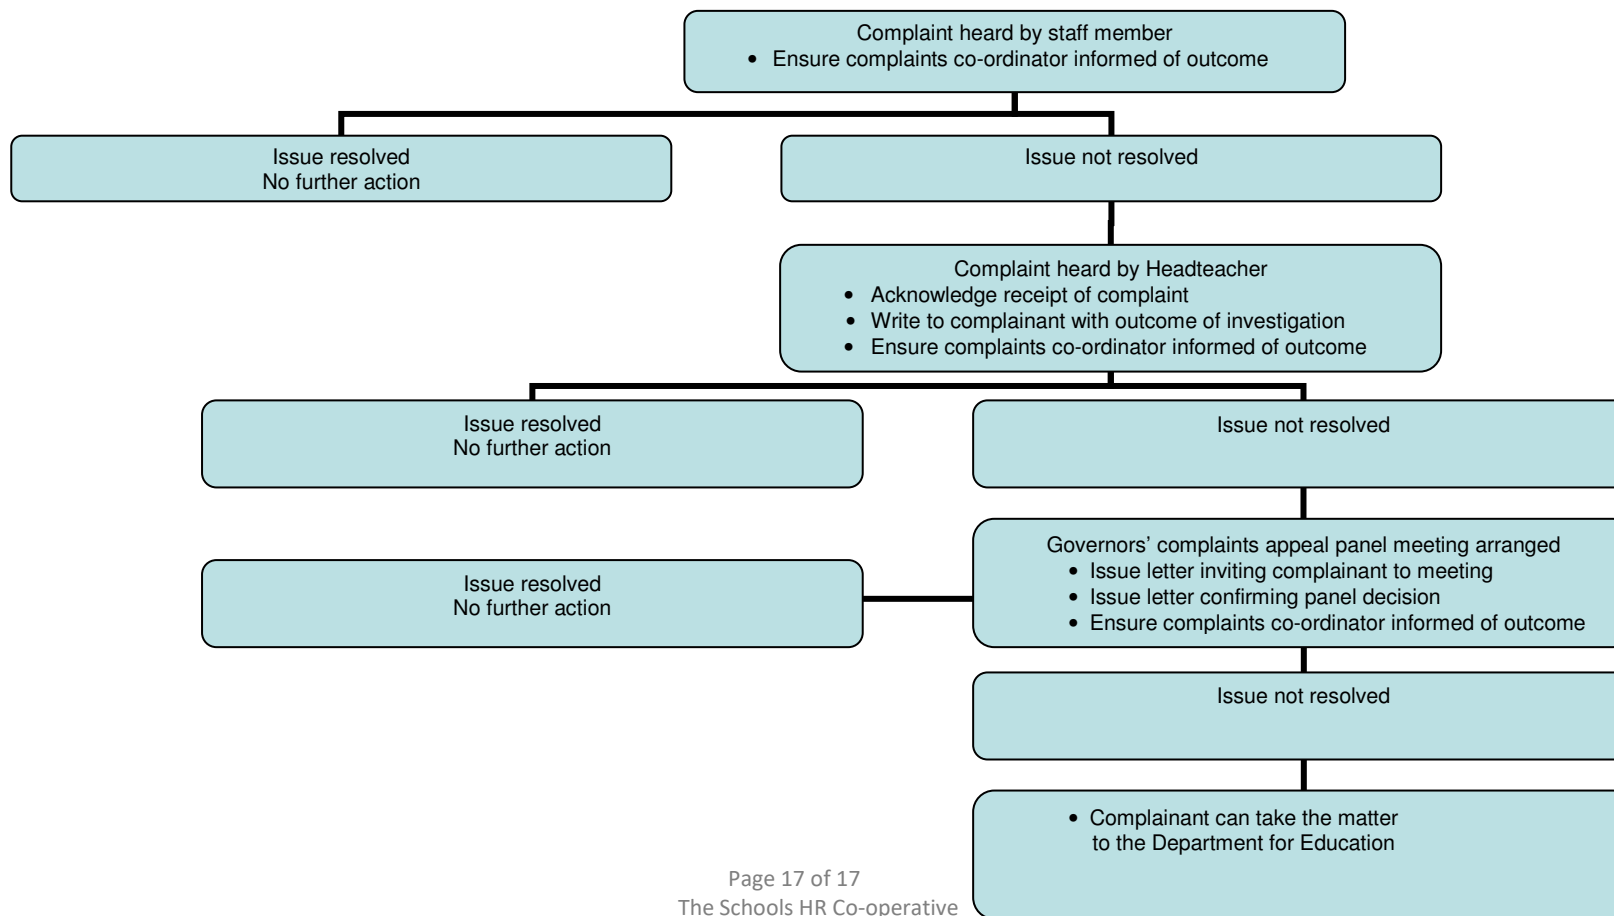 Complaint heard by staff member
• Ensure complaints co-ordinator informed of outcome
Issue resolved
No further action
Issue not resolved
Complaint heard by Headteacher
• Acknowledge receipt of complaint
• Write to complainant with outcome of investigation
• Ensure complaints co-ordinator informed of outcome
Issue resolved
No further action
Issue not resolved
Governors’ complaints appeal panel meeting arranged
• Issue letter inviting complainant to meeting
• Issue letter confirming panel decision
• Ensure complaints co-ordinator informed of outcome
Issue resolved
No further action
Issue not resolved
• Complainant can take the matter
to the Department for Education
Page 17 of 17
The Schools HR Co-operative